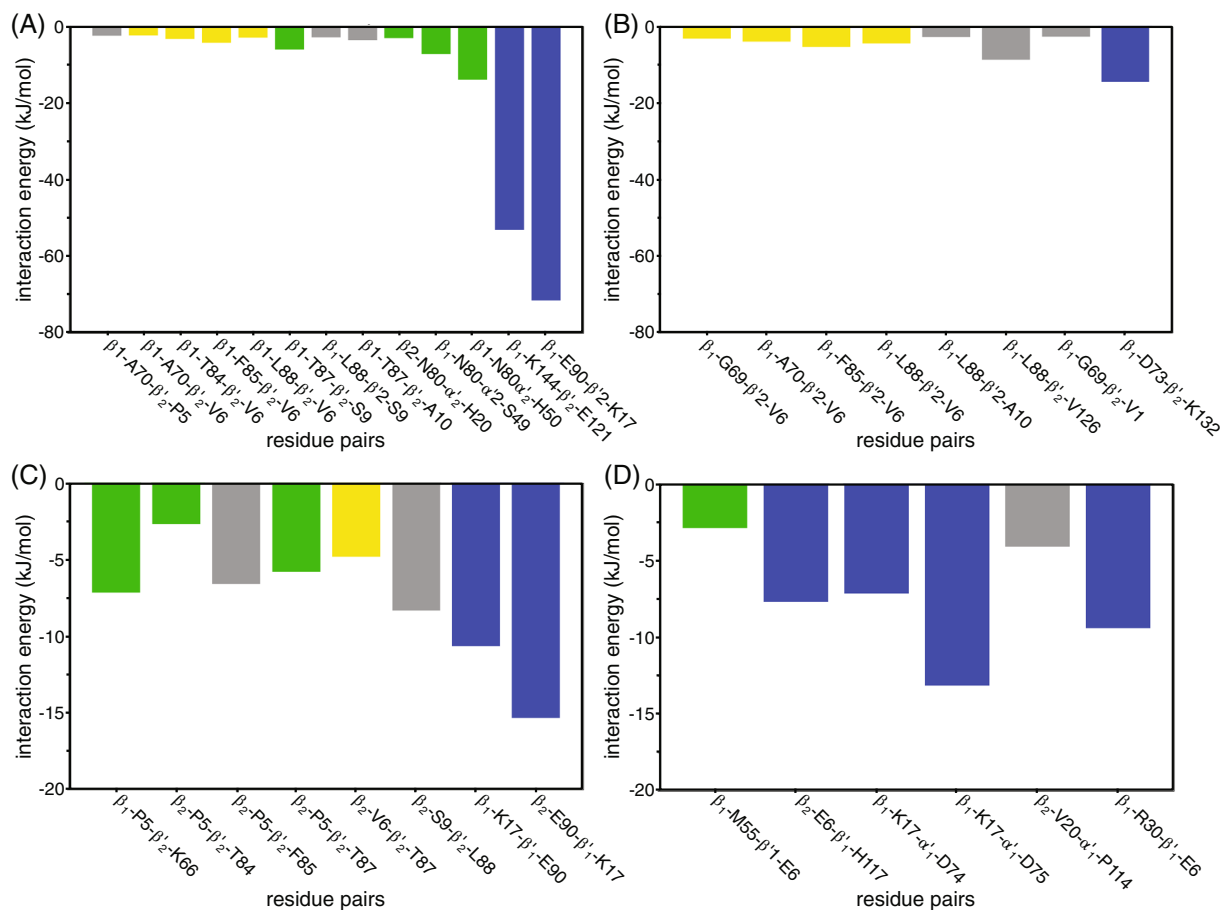 (A)
interaction energy (kJ/mol)
0
-20
-40
-60
-80
β1-A70-β′₂-P5
β1-A70-β′₂-V6
β1-T84-β′₂-V6
β1-F85-β′₂-V6
β1-L88-β′₂-V6
β1-T87-β′₂-S9
β₁-L88-β′2-S9
β1-T87-β′₂-A10
β2-N80-α′₂-H20
β₁-N80-α′2-S49
β1-N80α′₂-H50
β₁-K144-β′₂-E121
β₁-E90-β′2-K17
residue pairs
(B)
interaction energy (kJ/mol)
0
-20
-40
-60
-80
β₁-G69-β′2-V6
β₁-A70-β′2-V6
β₁-F85-β′2-V6
β₁-L88-β′2-V6
β₁-L88-β′2-A10
β₁-L88-β′₂-V126
β₁-G69-β′₂-V1
β₁-D73-β′₂-K132
residue pairs
(C)
interaction energy (kJ/mol)
0
-5
-10
-15
-20
β₁-P5-β′₂-K66
β₂-P5-β′₂-T84
β₂-P5-β′₂-F85
β₂-P5-β′₂-T87
β₂-V6-β′₂-T87
β₂-S9-β′₂-L88
β₁-K17-β′₁-E90
β₂-E90-β′₁-K17
residue pairs
(D)
interaction energy (kJ/mol)
0
-5
-10
-15
-20
β₁-M55-β′1-E6
β₂-E6-β′₁-H117
β₁-K17-α′₁-D74
β₁-K17-α′₁-D75
β₂-V20-α′₁-P114
β₁-R30-β′₁-E6
residue pairs